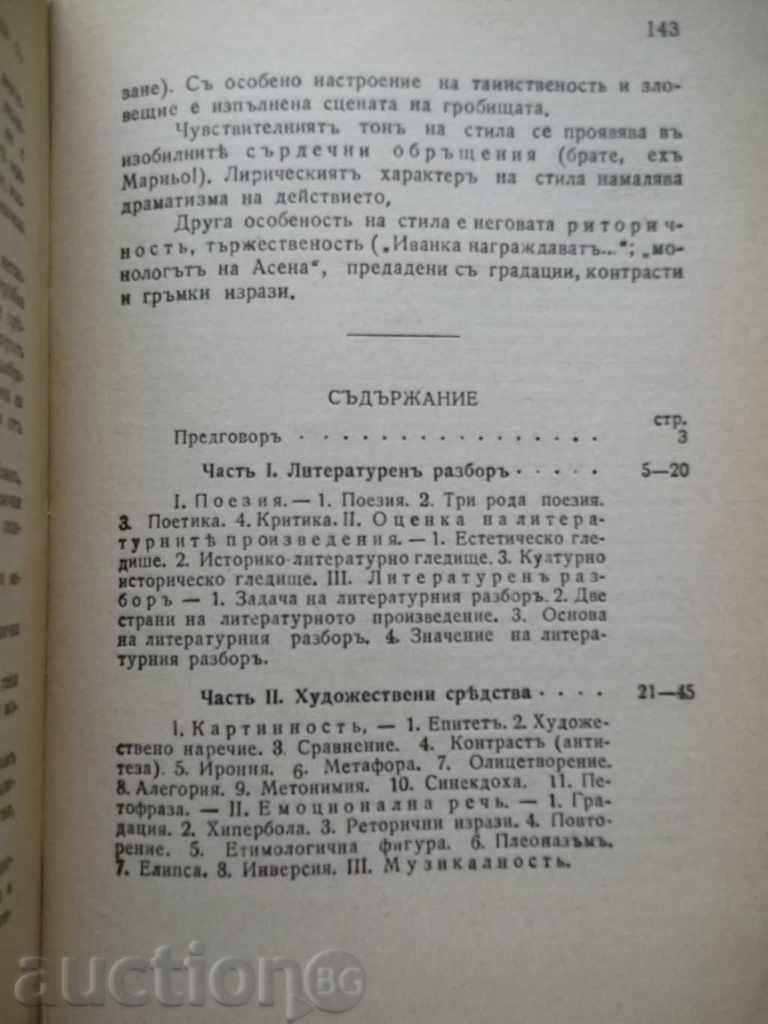 143
зане). Съ особено настроение на таинственость и зло-
вещие е изпълнена сцената на гробищата.
Чувствителниятъ тонъ на стила се проявява въ
изобилнитѣ сърдечни обръщения (брате, ехъ
Марньо!). Лирическиятъ характеръ на стила намалява
драматизма на действието.
Друга особеность на стила е неговата риторич-
ность, тържественость („Иванка награждаватъ...“; „мо-
нологътъ на Асена“, предадени съ градации, контрасти
и гръмки изрази.
СЪДЪРЖАНИЕ
стр.
Предговоръ . . . . . . . . . . . . . . . 3
Часть I. Литературенъ разборъ . . . . . 5—20
I. Поезия. — 1. Поезия. 2. Три рода поезия.
3. Поетика. 4. Критика. II. Оценка на литера-
турнитѣ произведения. — 1. Естетическо гле-
дише. 2. Историко-литературно гледище. 3. Културно
историческо гледище. III. Литературенъ раз-
боръ — 1. Задача на литературния разборъ. 2. Две
страни на литературното произведение. 3. Основа
на литературния разборъ. 4. Значение на литера-
турния разборъ.
Часть II. Художествени срѣдства . . . . 21—45
I. Картинность, — 1. Епитетъ. 2. Художе-
ствено наречие. 3. Сравнение. 4. Контрастъ (анти-
теза). 5. Ирония. 6. Метафора. 7. Олицетворение.
8. Алегория. 9. Метонимия. 10. Синекдоха. 11. Пе-
тофраза. — II. Емоционална речь. — 1. Гра-
дация. 2. Хипербола. 3. Реторични изрази. 4. Повто-
рение. 5. Етимологична фигура. 6. Плеоназъмъ.
7. Елипса. 8. Инверсия. III. Музикалность.
auctionBG